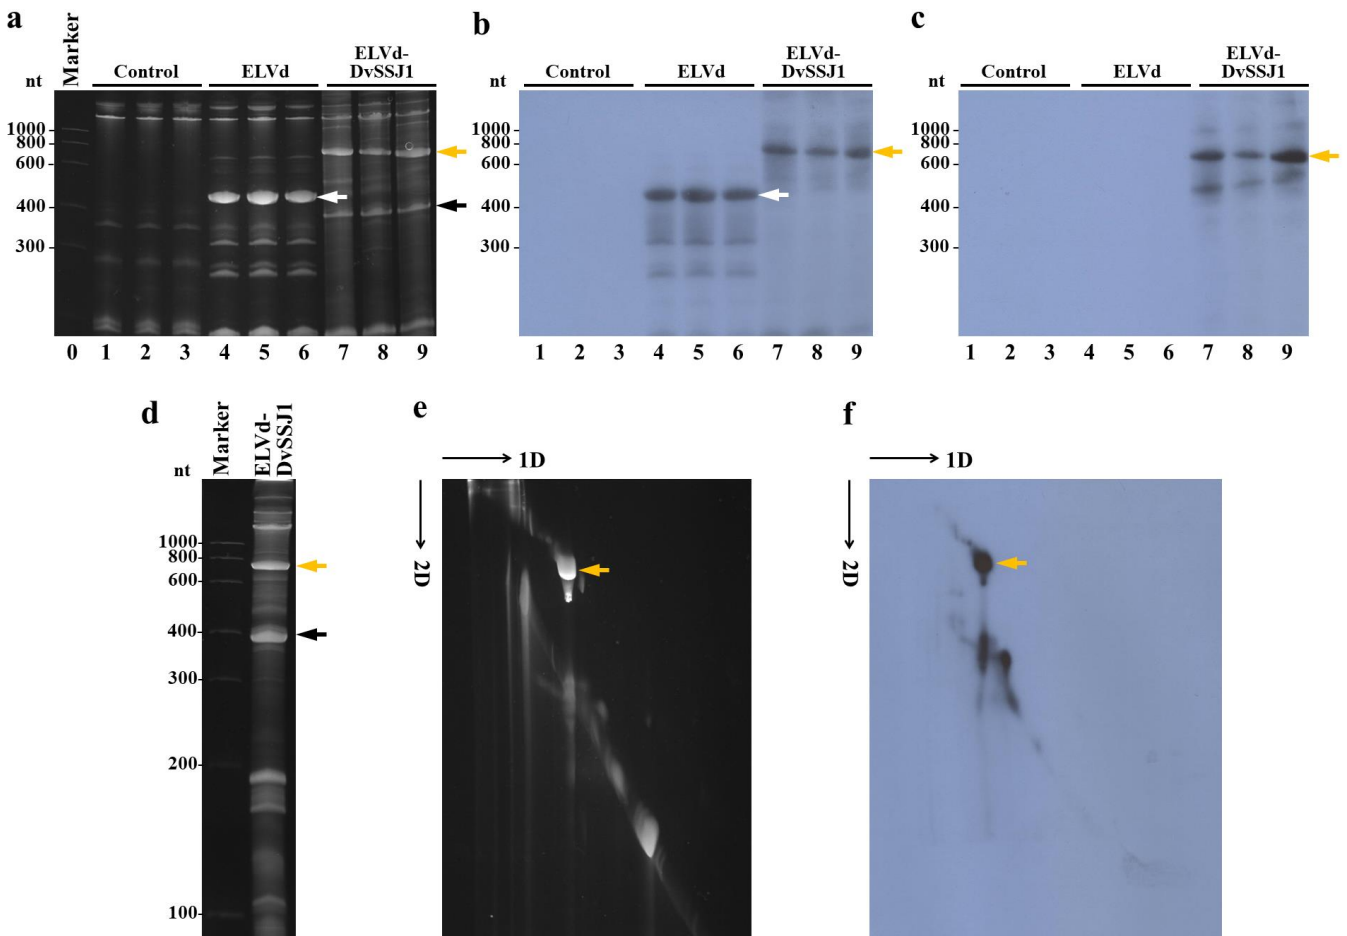 a
Marker
nt
Control
ELVd
ELVd-
DvSSJ1
1000
800
600
400
300
0 1 2 3 4 5 6 7 8 9
b
nt
Control
ELVd
ELVd-
DvSSJ1
1000
800
600
400
300
1 2 3 4 5 6 7 8 9
c
nt
Control
ELVd
ELVd-
DvSSJ1
1000
800
600
400
300
1 2 3 4 5 6 7 8 9
d
nt
Marker
ELVd-
DvSSJ1
1000
800
600
400
300
200
100
e
1D
2D
f
1D
2D